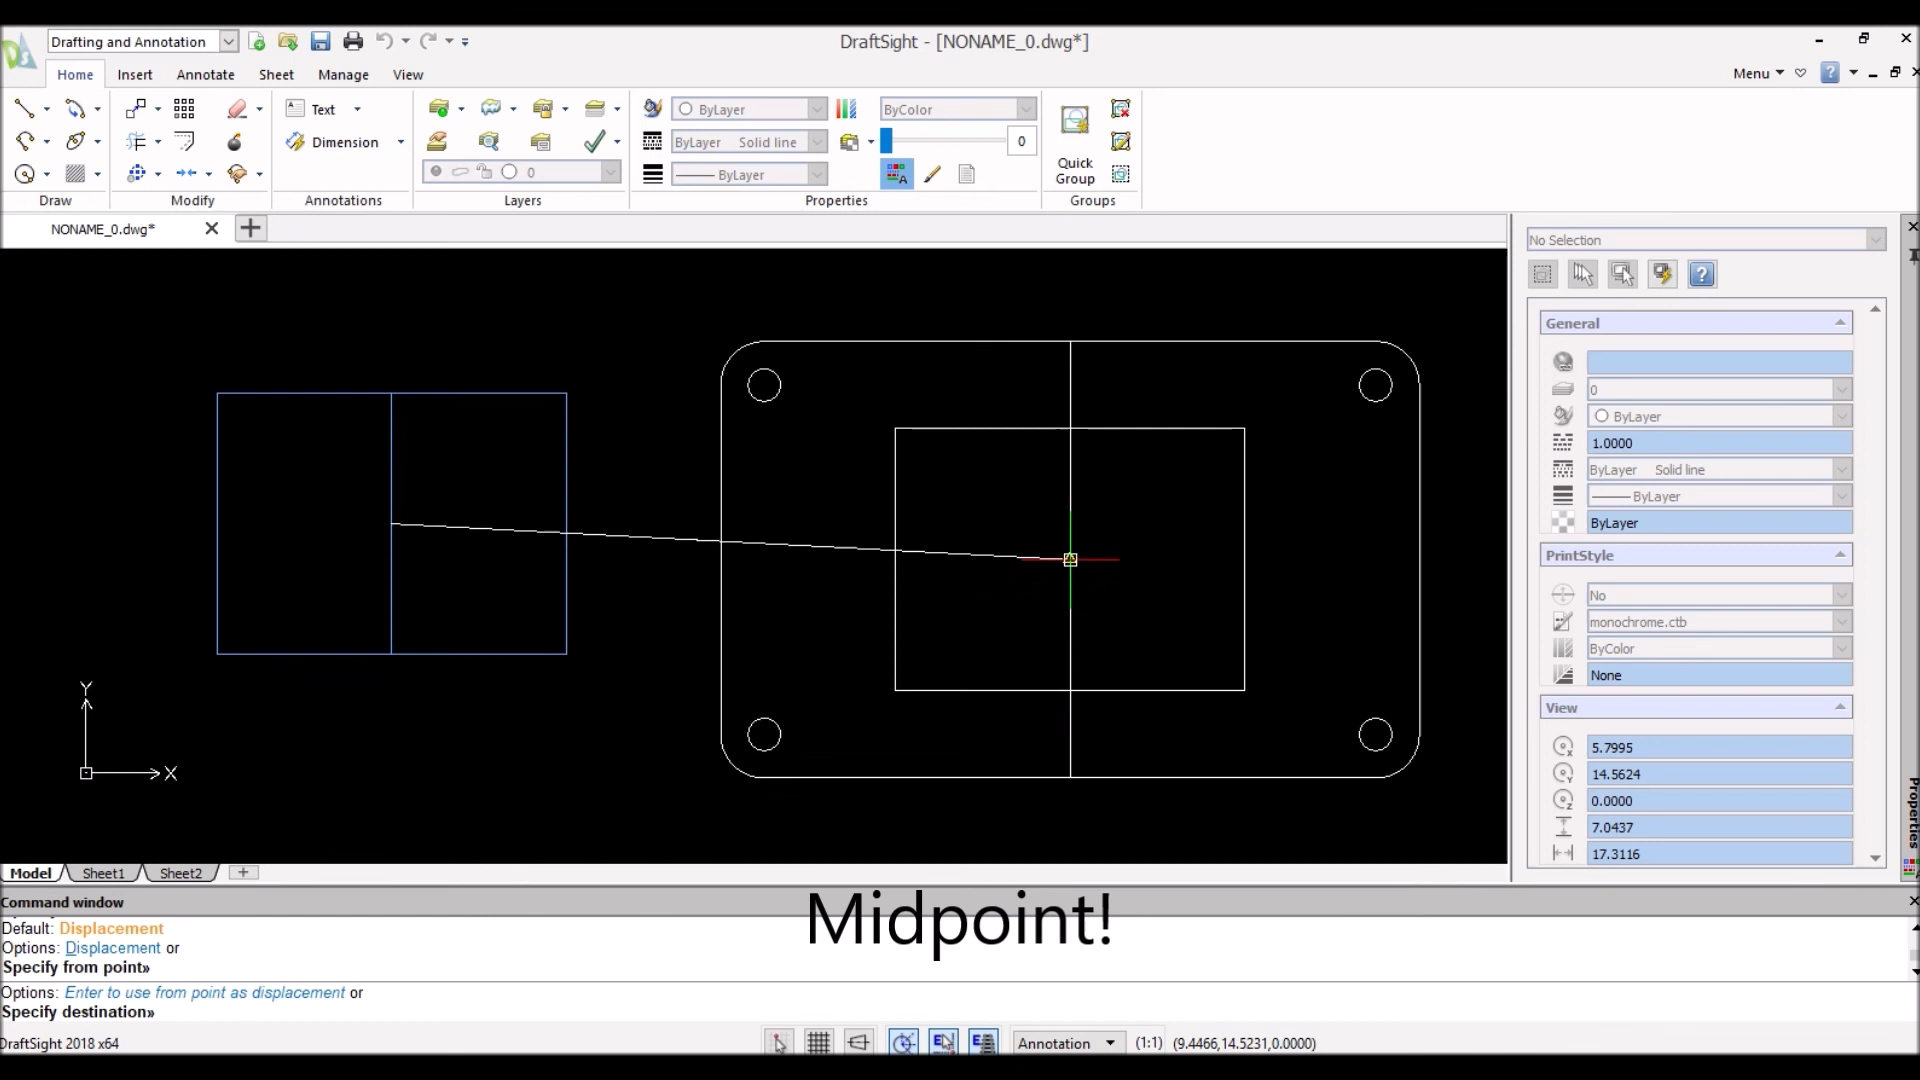 Drafting and Annotation
DraftSight - [NONAME_0.dwg*]
Home Insert Annotate Sheet Manage View
Menu
?
Text
Dimension
0
ByLayer
ByLayer Solid line
ByLayer
ByColor
0
Quick
Group
Draw Modify Annotations Layers Properties Groups
NONAME_0.dwg*
No Selection
?
General
0
ByLayer
1.0000
ByLayer Solid line
ByLayer
ByLayer
PrintStyle
No
monochrome.ctb
ByColor
None
View
5.7995
14.5624
0.0000
7.0437
17.3116
Properties
Y
X
Model Sheet1 Sheet2
Command window
Midpoint!
Default: Displacement
Options: Displacement or
Specify from point»
Options: Enter to use from point as displacement or
Specify destination»
DraftSight 2018 x64
Annotation (1:1) (9.4466,14.5231,0.0000)